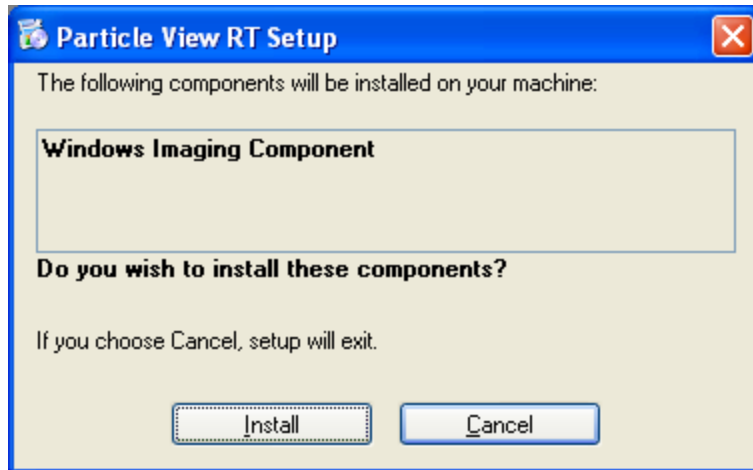 Particle View RT Setup
The following components will be installed on your machine:
Windows Imaging Component
Do you wish to install these components?
If you choose Cancel, setup will exit.
Install
Cancel